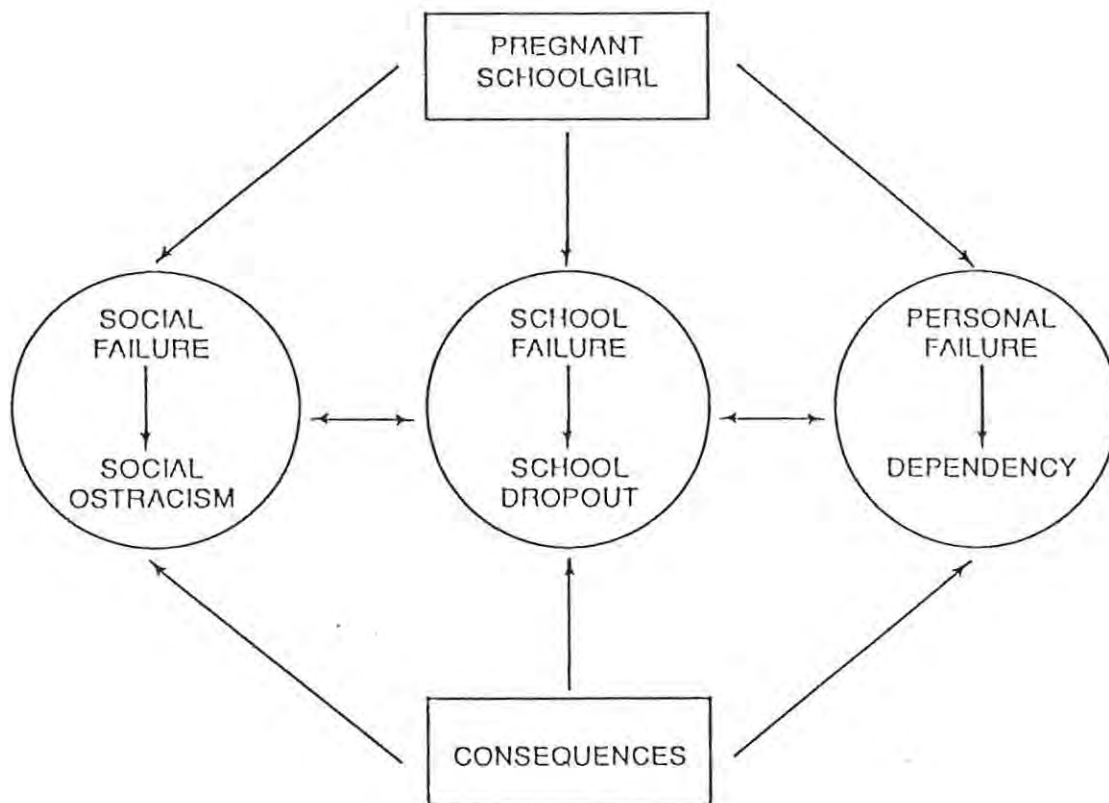 PREGNANT
SCHOOLGIRL
SOCIAL
FAILURE
SOCIAL
OSTRACISM
SCHOOL
FAILURE
SCHOOL
DROPOUT
PERSONAL
FAILURE
DEPENDENCY
CONSEQUENCES